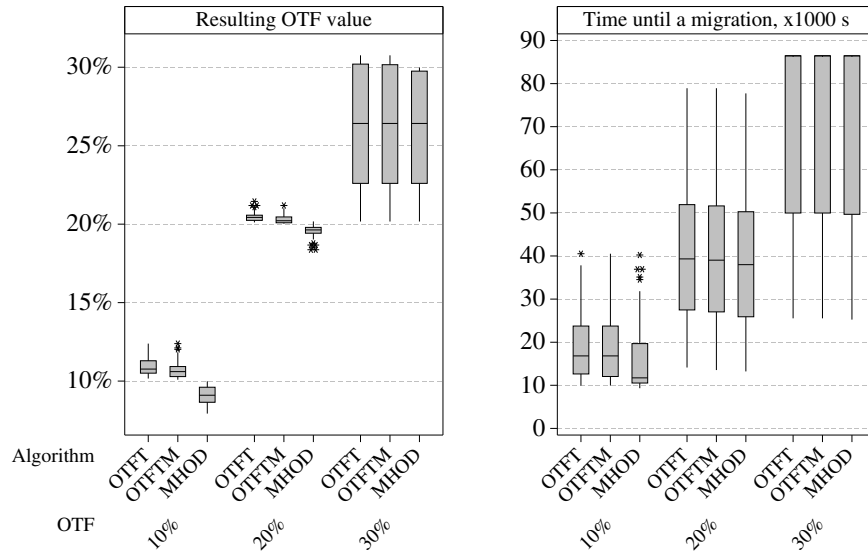 Resulting OTF value
Time until a migration, x1000 s
30%
25%
20%
15%
10%
90
80
70
60
50
40
30
20
10
0
Algorithm
OTFT
OTFTM
MHOD
OTFT
OTFTM
MHOD
OTFT
OTFTM
MHOD
OTFT
OTFTM
MHOD
OTFT
OTFTM
MHOD
OTFT
OTFTM
MHOD
OTF
10%
20%
30%
10%
20%
30%